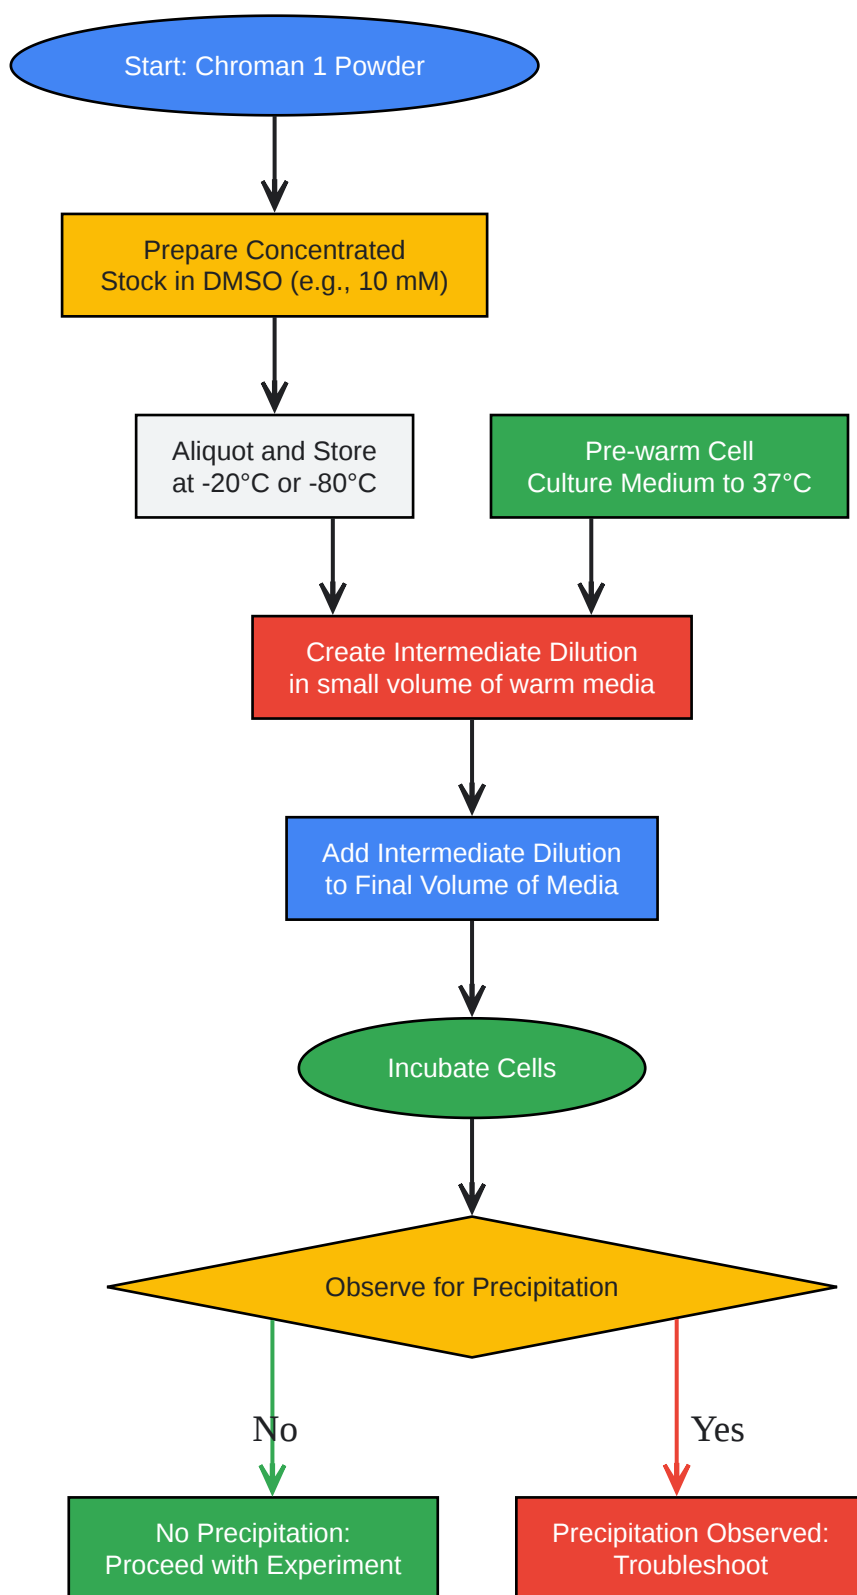 Start: Chroman 1 Powder
Prepare Concentrated
Stock in DMSO (e.g., 10 mM)
Aliquot and Store
at -20°C or -80°C
Pre-warm Cell
Culture Medium to 37°C
Create Intermediate Dilution
in small volume of warm media
Add Intermediate Dilution
to Final Volume of Media
Incubate Cells
Observe for Precipitation
No
Yes
No Precipitation:
Proceed with Experiment
Precipitation Observed:
Troubleshoot